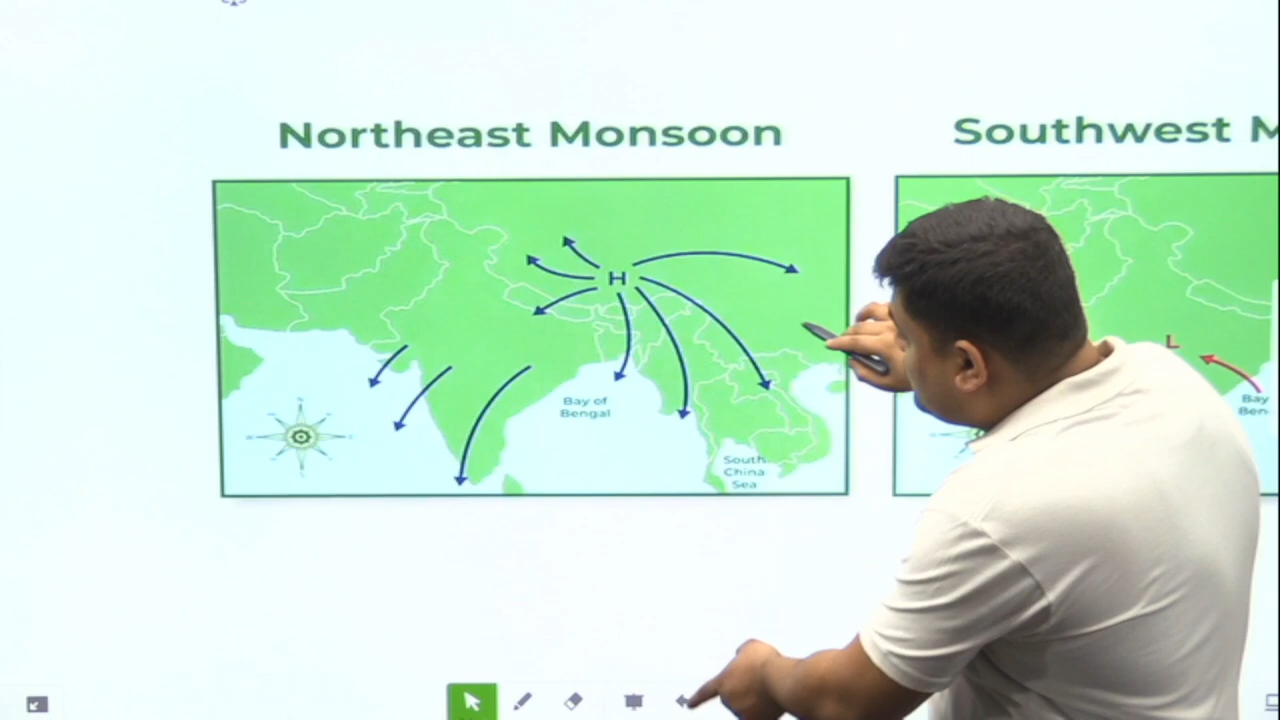 Northeast Monsoon
Southwest M
H
Bay of
Bengal
South
China
Sea
L
Bay
Ben